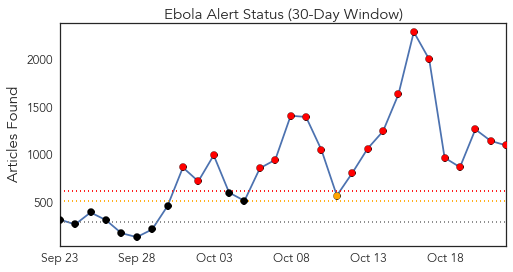 Ebola Alert Status (30-Day Window)
Articles Found
2000
1500
1000
500
Sep 23 Sep 28 Oct 03 Oct 08 Oct 13 Oct 18